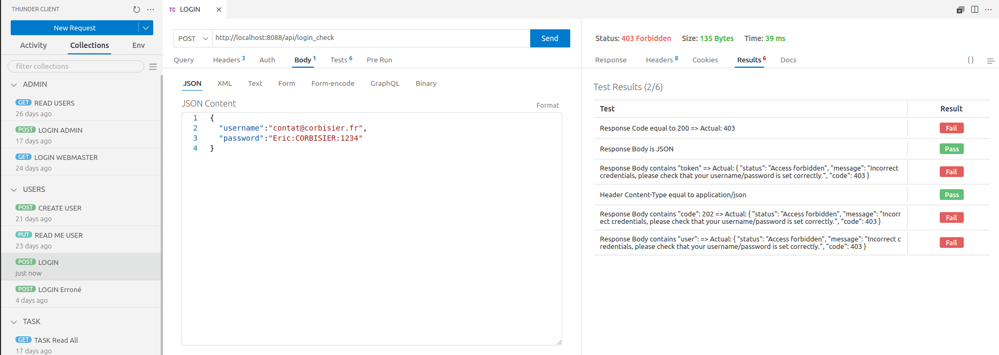 THUNDER CLIENT
New Request
Activity Collections Env
filter collections
ADMIN
GET READ USERS
26 days ago
POST LOGIN ADMIN
17 days ago
GET LOGIN WEBMASTER
24 days ago
USERS
POST CREATE USER
21 days ago
PUT READ ME USER
23 days ago
POST LOGIN
just now
POST LOGIN Erroné
4 days ago
TASK
GET TASK Read All
17 days ago
TC LOGIN
POST http://localhost:8088/api/login_check Send
Query Headers 3 Auth Body 1 Tests 6 Pre Run
JSON XML Text Form Form-encode GraphQL Binary
JSON Content Format
1 {
2 "username":"contat@corbisier.fr",
3 "password":"Eric:CORBISIER:1234"
4 }
Status: 403 Forbidden Size: 135 Bytes Time: 39 ms
Response Headers 8 Cookies Results 6 Docs {}
Test Results (2/6)
Test Result
Response Code equal to 200 => Actual: 403 Fail
Response Body is JSON Pass
Response Body contains "token" => Actual: { "status": "Access forbidden", "message": "Incorrect
credentials, please check that your username/password is set correctly.", "code": 403 } Fail
Header Content-Type equal to application/json Pass
Response Body contains "code": 202 => Actual: { "status": "Access forbidden", "message": "Incorr
ect credentials, please check that your username/password is set correctly.", "code": 403 } Fail
Response Body contains "user": => Actual: { "status": "Access forbidden", "message": "Incorrect c
redentials, please check that your username/password is set correctly.", "code": 403 } Fail